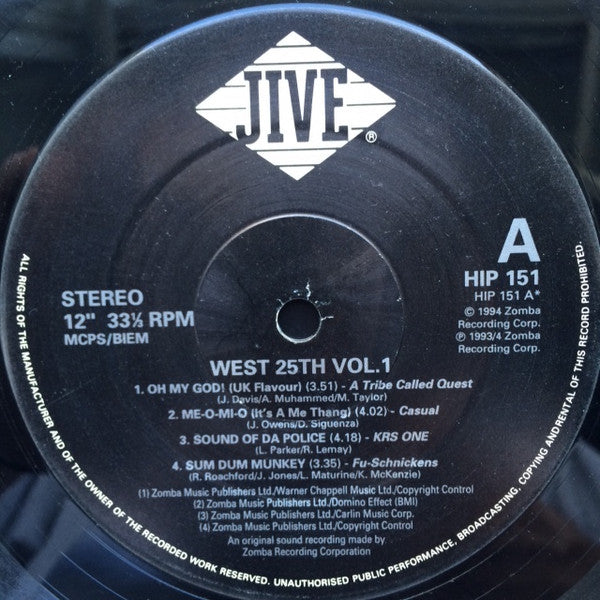 JIVE
®
A
HIP 151
HIP 151 A*
© 1994 Zomba
Recording Corp.
℗ 1993/4 Zomba
Recording Corp.
STEREO
12" 33⅓ RPM
MCPS/BIEM
WEST 25TH VOL.1
1. OH MY GOD! (UK Flavour) (3.51) - A Tribe Called Quest
(J. Davis/A. Muhammed/M. Taylor)
2. ME-O-MI-O (It's A Me Thang) (4.02) - Casual
(J. Owens/D. Siguenza)
3. SOUND OF DA POLICE (4.18) - KRS ONE
(L. Parker/R. Lemay)
4. SUM DUM MUNKEY (3.35) - Fu-Schnickens
(R. Roachford/J. Jones/L. Maturine/K. McKenzie)
(1) Zomba Music Publishers Ltd./Warner Chappell Music Ltd./Copyright Control
(2) Zomba Music Publishers Ltd./Domino Effect (BMI)
(3) Zomba Music Publishers Ltd./Carlin Music Corp.
(4) Zomba Music Publishers Ltd./Copyright Control
An original sound recording made by
Zomba Recording Corporation
ALL RIGHTS OF THE MANUFACTURER AND OF THE OWNER OF THE RECORDED WORK RESERVED. UNAUTHORISED PUBLIC PERFORMANCE, BROADCASTING, COPYING AND RENTAL OF THIS RECORD PROHIBITED.